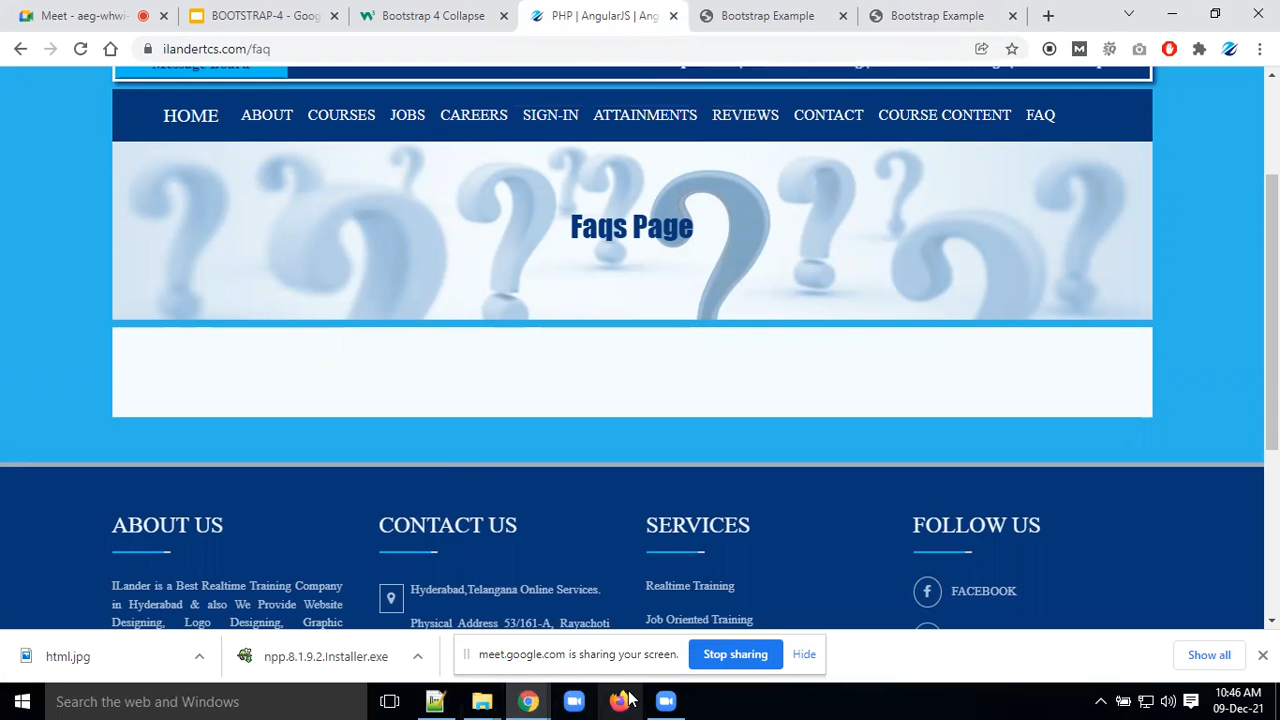 Meet - aeg-whwi-
BOOTSTRAP-4 - Goog
Bootstrap 4 Collapse
PHP | AngularJS | Ang
Bootstrap Example
Bootstrap Example
ilandertcs.com/faq
Message Board
HOME ABOUT COURSES JOBS CAREERS SIGN-IN ATTAINMENTS REVIEWS CONTACT COURSE CONTENT FAQ
Faqs Page
ABOUT US
ILander is a Best Realtime Training Company
in Hyderabad & also We Provide Website
Designing, Logo Designing, Graphic
CONTACT US
Hyderabad,Telangana Online Services.
Physical Address 53/161-A, Rayachoti
SERVICES
Realtime Training
Job Oriented Training
FOLLOW US
FACEBOOK
html.jpg
npp.8.1.9.2.Installer.exe
meet.google.com is sharing your screen.
Stop sharing
Hide
Show all
Search the web and Windows
10:46 AM
09-Dec-21